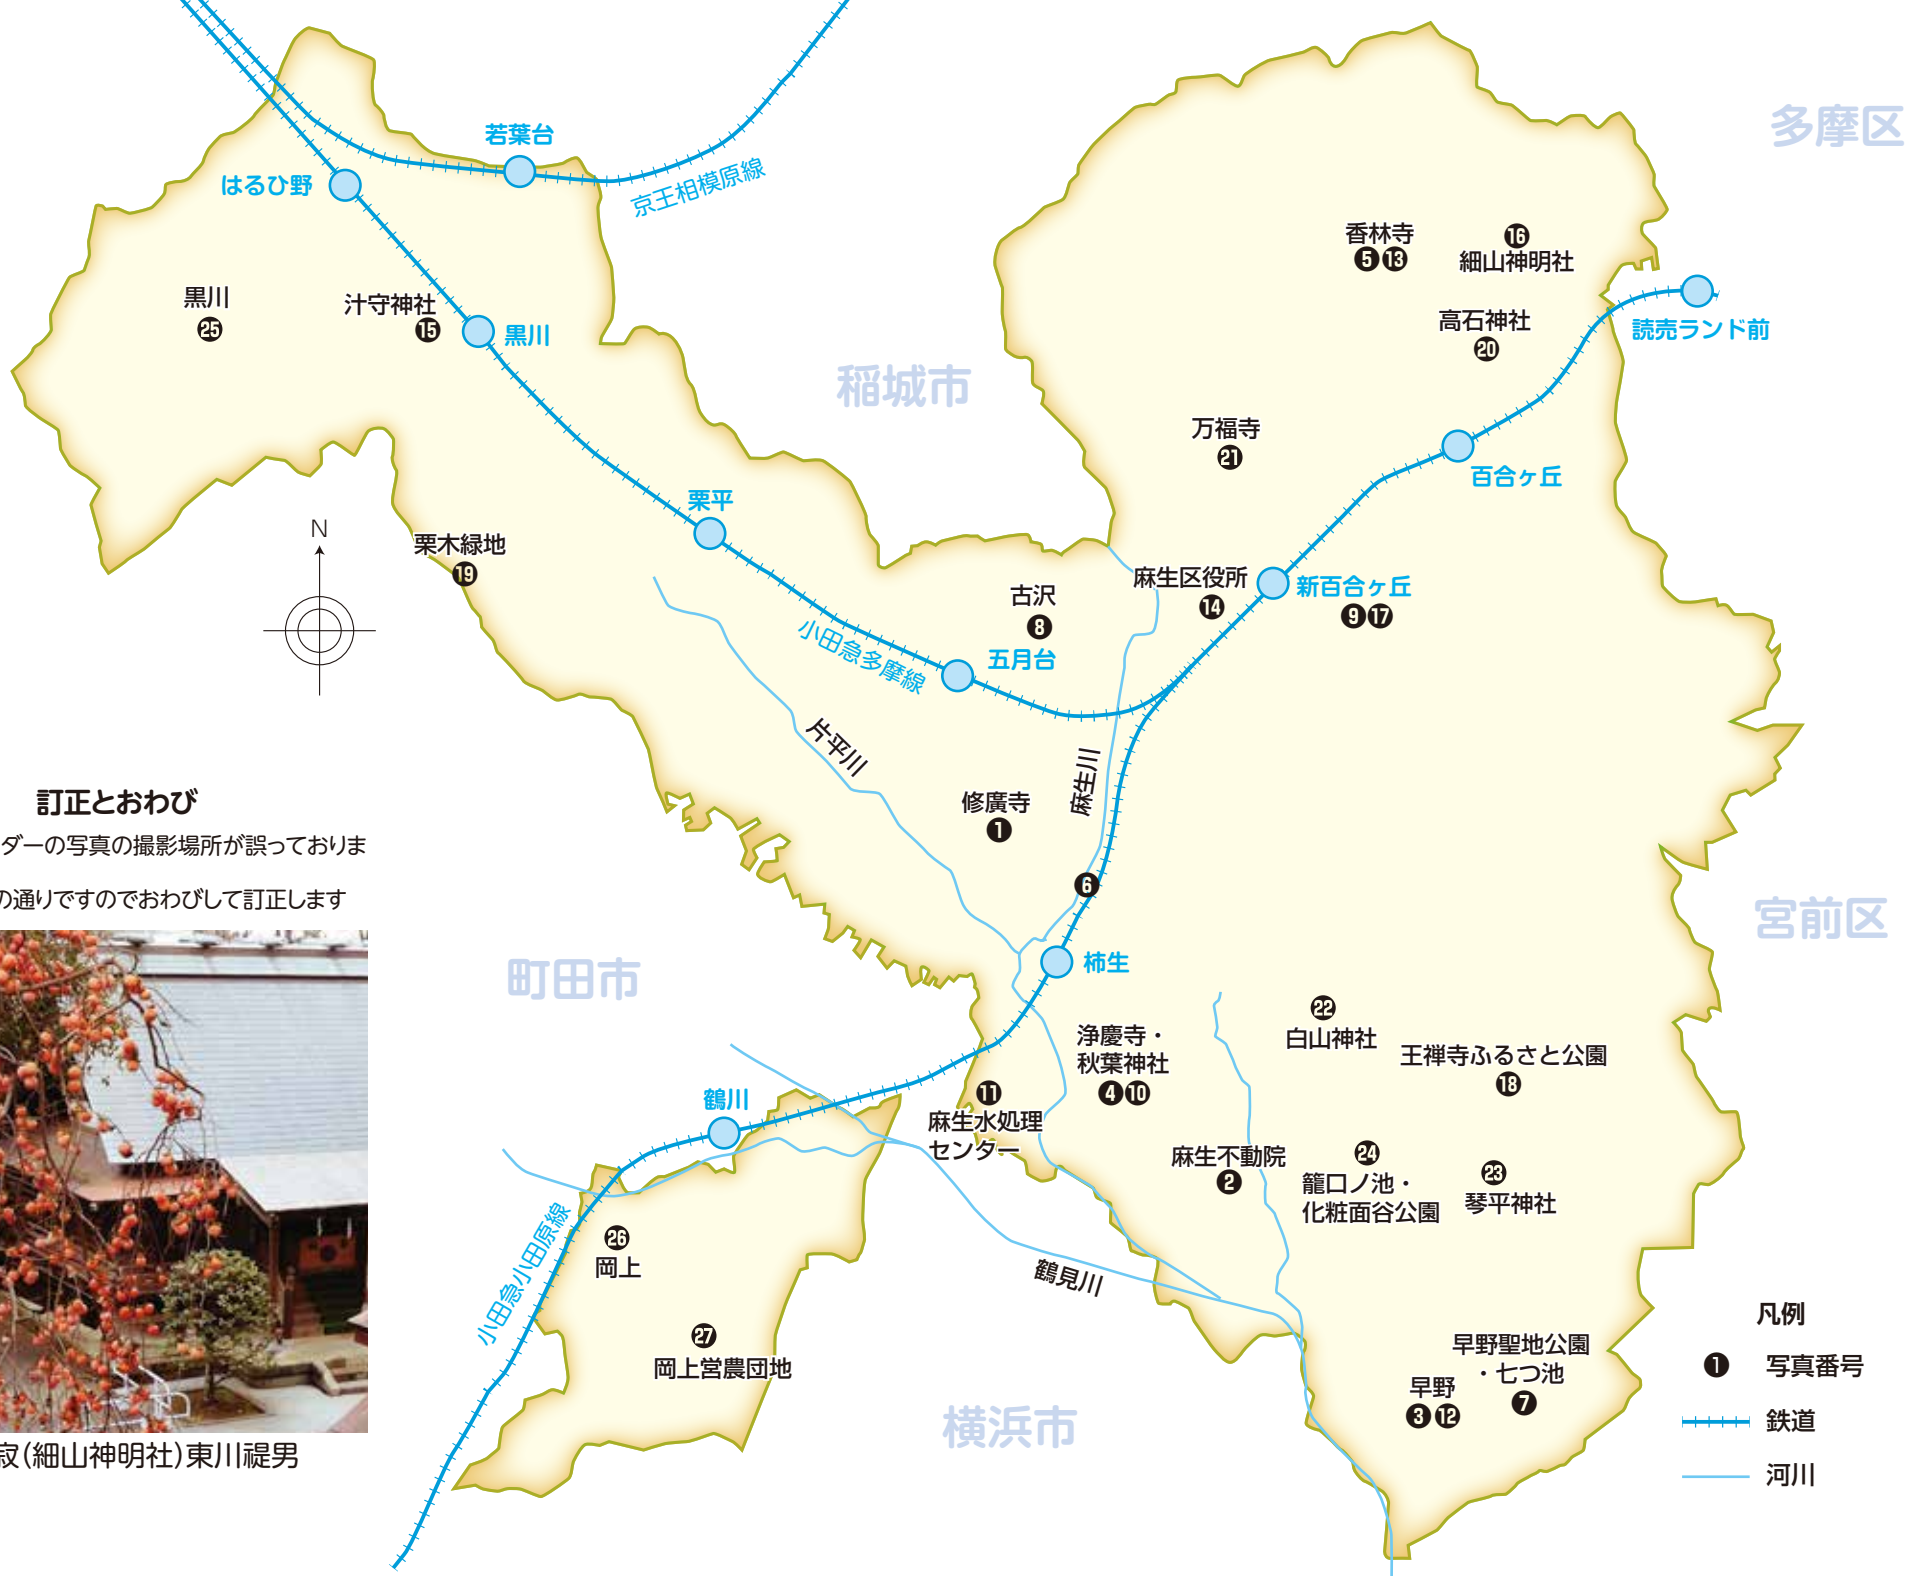 多摩区
若葉台
京王相模原線
はるひ野
香林寺
⑤⑬
⑯
細山神明社
黒川
㉕
汁守神社
⑮
黒川
高石神社
⑳
読売ランド前
稲城市
万福寺
㉑
百合ヶ丘
栗平
N
栗木緑地
⑲
古沢
⑧
麻生区役所
⑭
新百合ヶ丘
⑨⑰
小田急多摩線
五月台
片平川
麻生川
修廣寺
①
⑥
訂正とおわび
ダーの写真の撮影場所が誤っておりま
の通りですのでおわびして訂正します
宮前区
町田市
柿生
㉒
白山神社
浄慶寺・
秋葉神社
④⑩
王禅寺ふるさと公園
⑱
鶴川
⑪
麻生水処理
センター
麻生不動院
②
㉔
籠口ノ池・
化粧面谷公園
㉓
琴平神社
小田急小田原線
㉖
岡上
鶴見川
㉗
岡上営農団地
早野聖地公園
・七つ池
⑦
早野
③⑫
横浜市
凡例
① 写真番号
鉄道
河川
寂(細山神明社)東川禔男